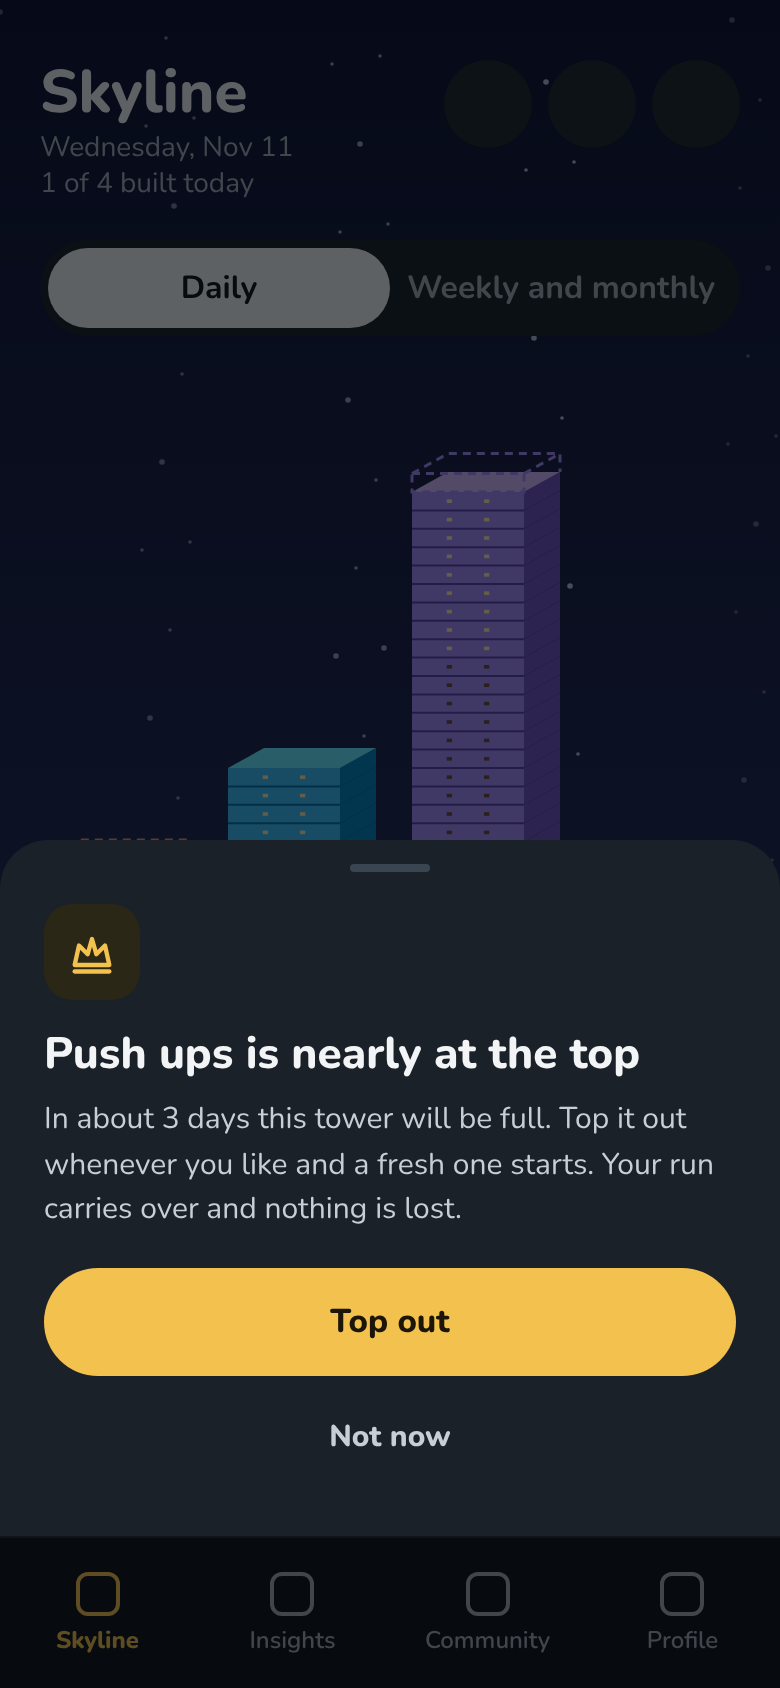 Skyline
Wednesday, Nov 11
1 of 4 built today
Daily
Weekly and monthly
Push ups is nearly at the top
In about 3 days this tower will be full. Top it out
whenever you like and a fresh one starts. Your run
carries over and nothing is lost.
Top out
Not now
Skyline
Insights
Community
Profile